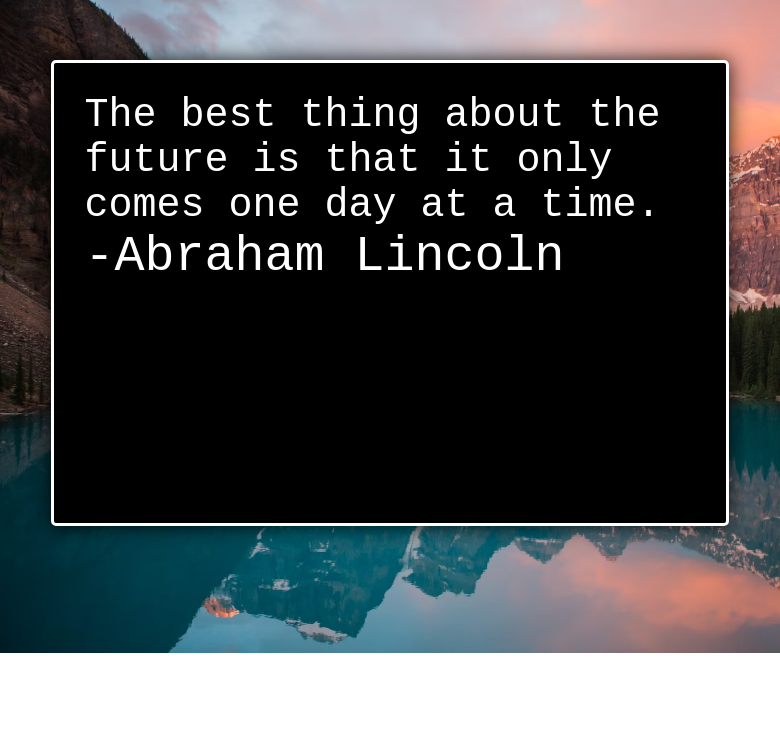 The best thing about the
future is that it only
comes one day at a time.
-Abraham Lincoln